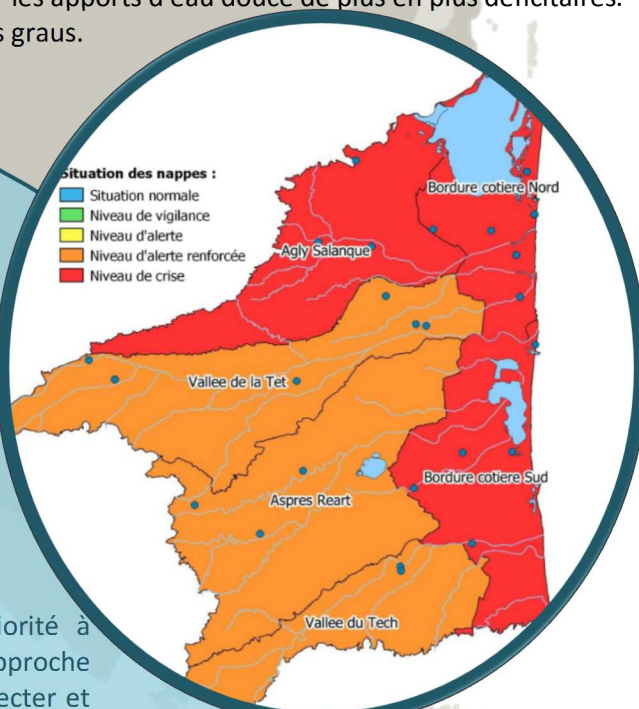 les apports d'eau douce de plus en plus déficitaires.
s graus.
Situation des nappes :
Situation normale
Niveau de vigilance
Niveau d'alerte
Niveau d'alerte renforcée
Niveau de crise
Bordure cotiere Nord
Agly Salanque
Vallee de la Tet
Bordure cotiere Sud
Aspres Reart
Vallee du Tech
iorité à
pproche
ecter et